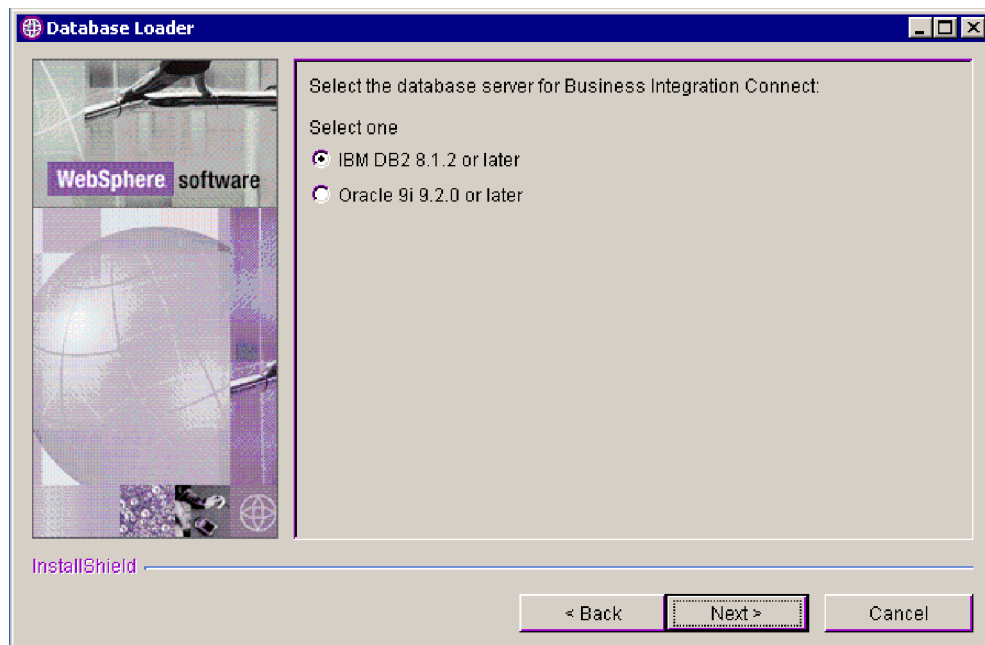 Database Loader
WebSphere software
Select the database server for Business Integration Connect:
Select one
IBM DB2 8.1.2 or later
Oracle 9i 9.2.0 or later
InstallShield
< Back
Next >
Cancel